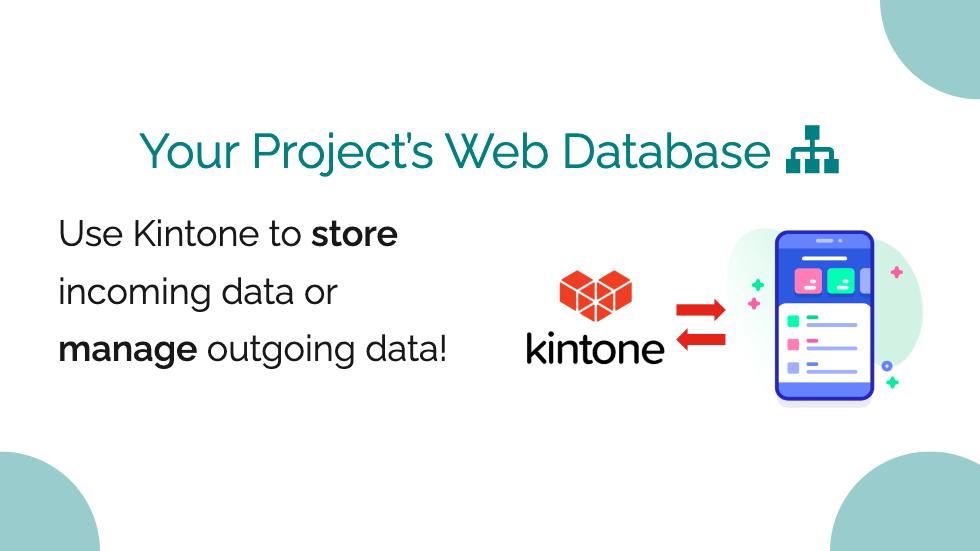 Your Project's Web Database
Use Kintone to store
incoming data or
manage outgoing data!
kintone